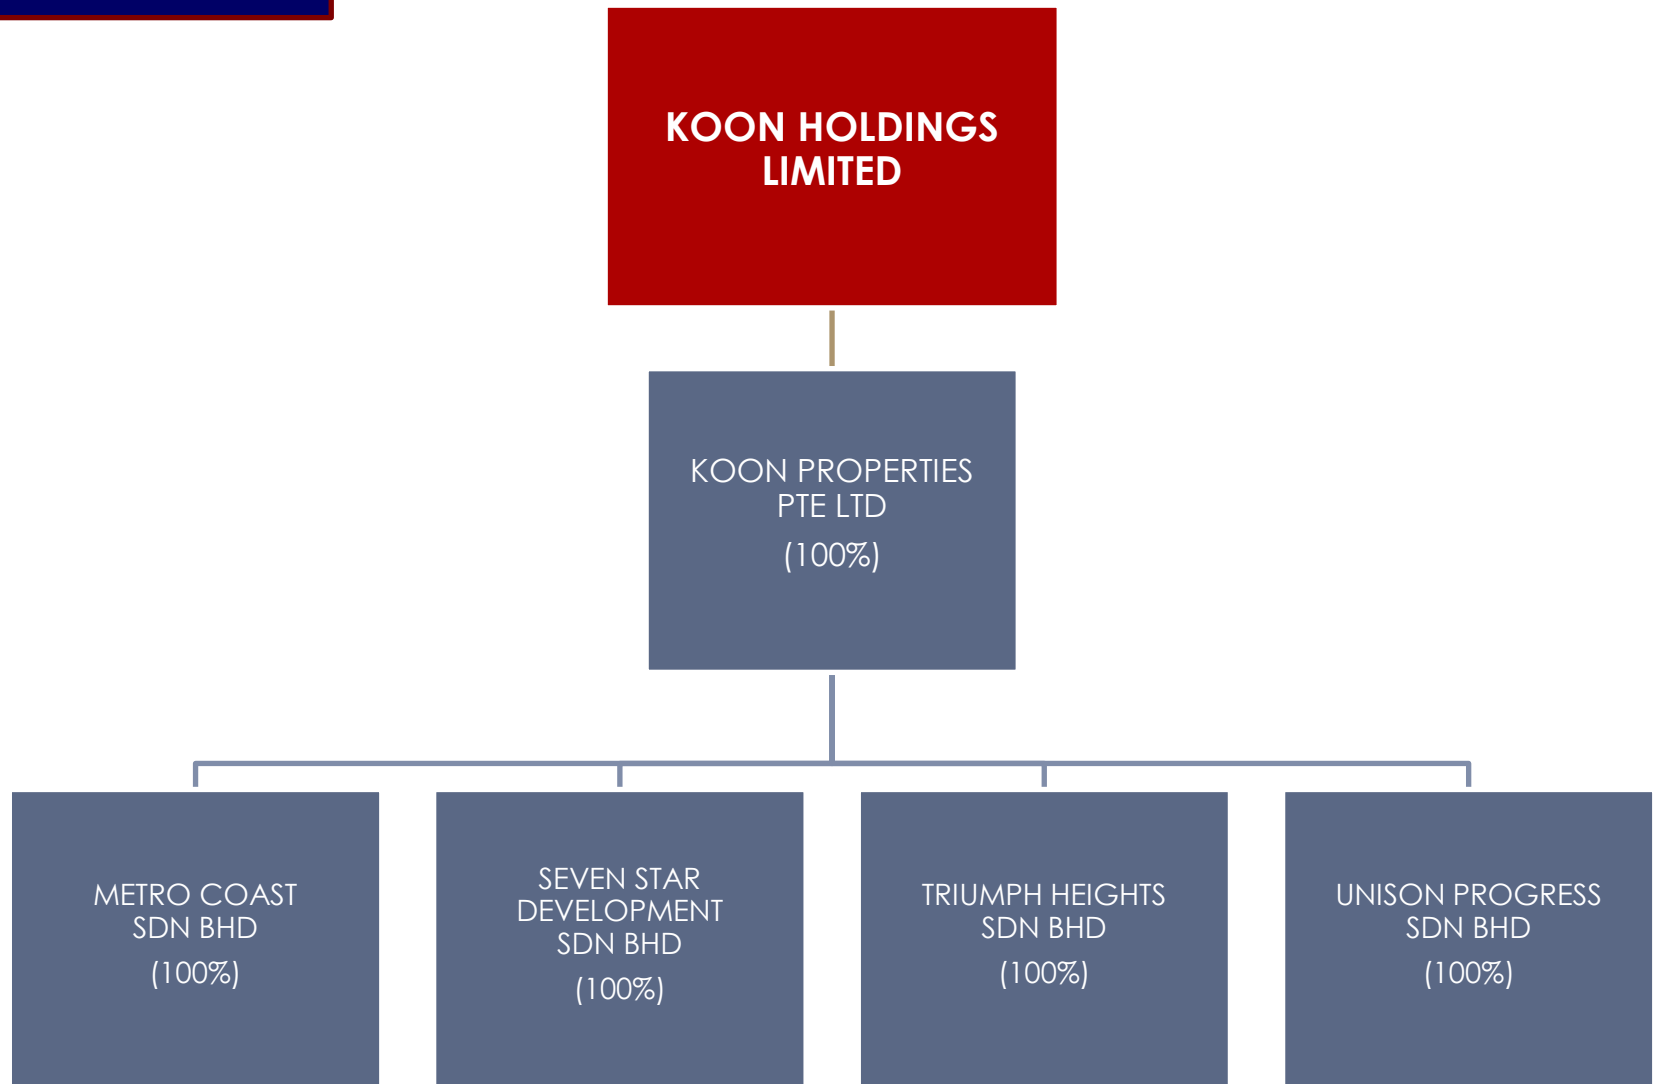 KOON HOLDINGS
LIMITED
KOON PROPERTIES
PTE LTD
(100%)
METRO COAST
SDN BHD
(100%)
SEVEN STAR
DEVELOPMENT
SDN BHD
(100%)
TRIUMPH HEIGHTS
SDN BHD
(100%)
UNISON PROGRESS
SDN BHD
(100%)